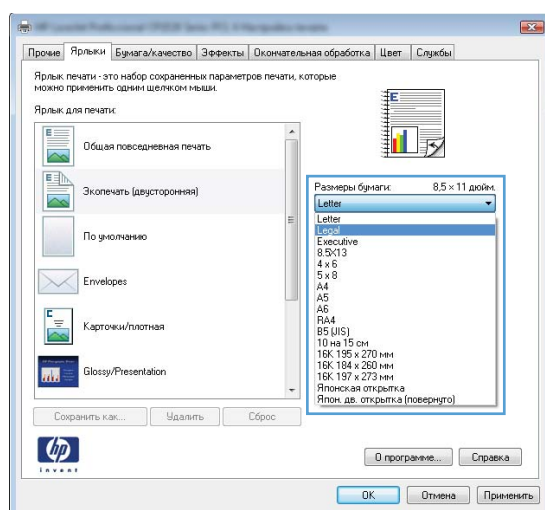 Прочие Ярлыки Бумага/качество Эффекты Окончательная обработка Цвет Службы
Ярлык печати - это набор сохраненных параметров печати, которые
можно применить одним щелчком мыши.
Ярлык для печати:
Общая повседневная печать
Экопечать (двусторонняя)
По умолчанию
Envelopes
Карточки/плотная
Glossy/Presentation
Размеры бумаги: 8,5 × 11 дюйм.
Letter
Letter
Legal
Executive
8.5X13
4 x 6
5 x 8
A4
A5
A6
RA4
B5 (JIS)
10 на 15 см
16K 195 x 270 мм
16K 184 x 260 мм
16K 197 x 273 мм
Японская открытка
Япон. дв. открытка (повернуто)
Сохранить как... Удалить Сброс
hp
invent
О программе... Справка
OK Отмена Применить